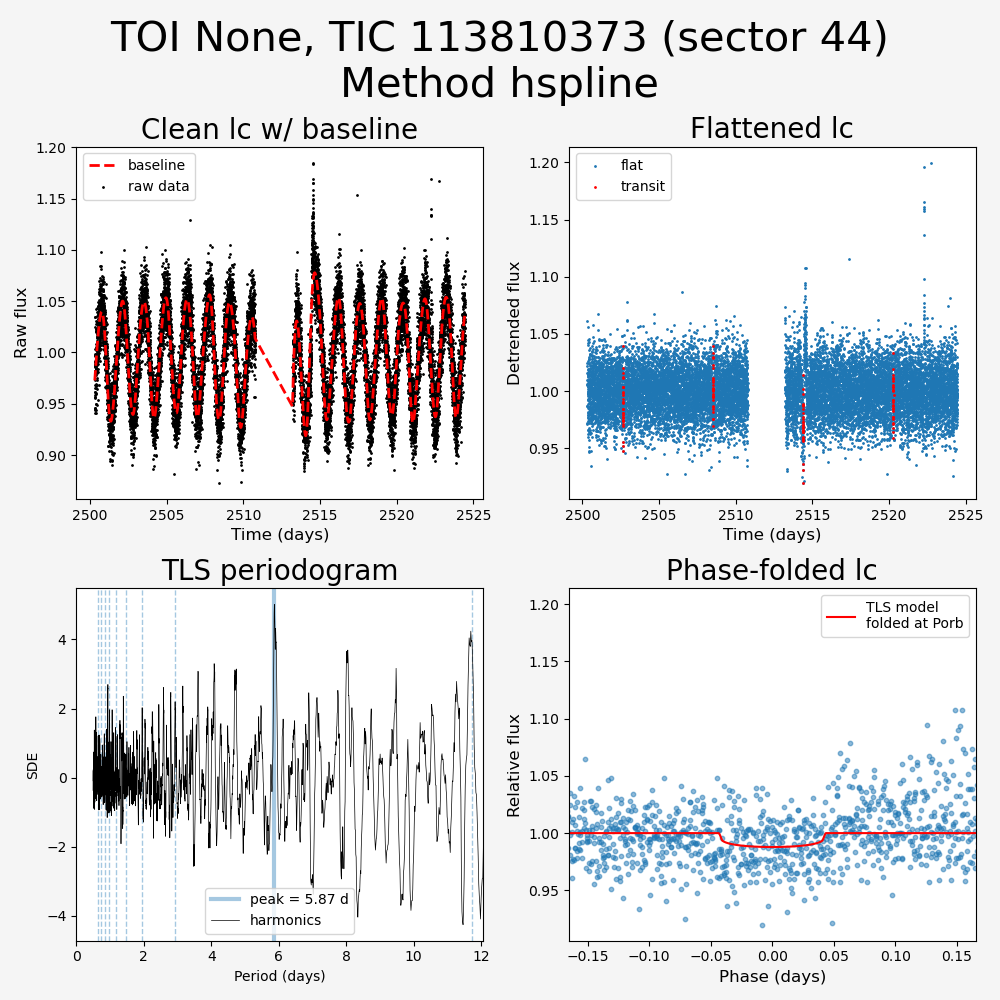 TOI None, TIC 113810373 (sector 44)
Method hspline
Clean lc w/ baseline
baseline
raw data
Raw flux
1.20
1.15
1.10
1.05
1.00
0.95
0.90
2500
2505
2510
2515
2520
2525
Time (days)
Flattened lc
flat
transit
Detrended flux
1.20
1.15
1.10
1.05
1.00
0.95
2500
2505
2510
2515
2520
2525
Time (days)
TLS periodogram
SDE
4
2
0
−2
−4
peak = 5.87 d
harmonics
0
2
4
6
8
10
12
Period (days)
Phase-folded lc
TLS model
folded at Porb
Relative flux
1.20
1.15
1.10
1.05
1.00
0.95
−0.15
−0.10
−0.05
0.00
0.05
0.10
0.15
Phase (days)